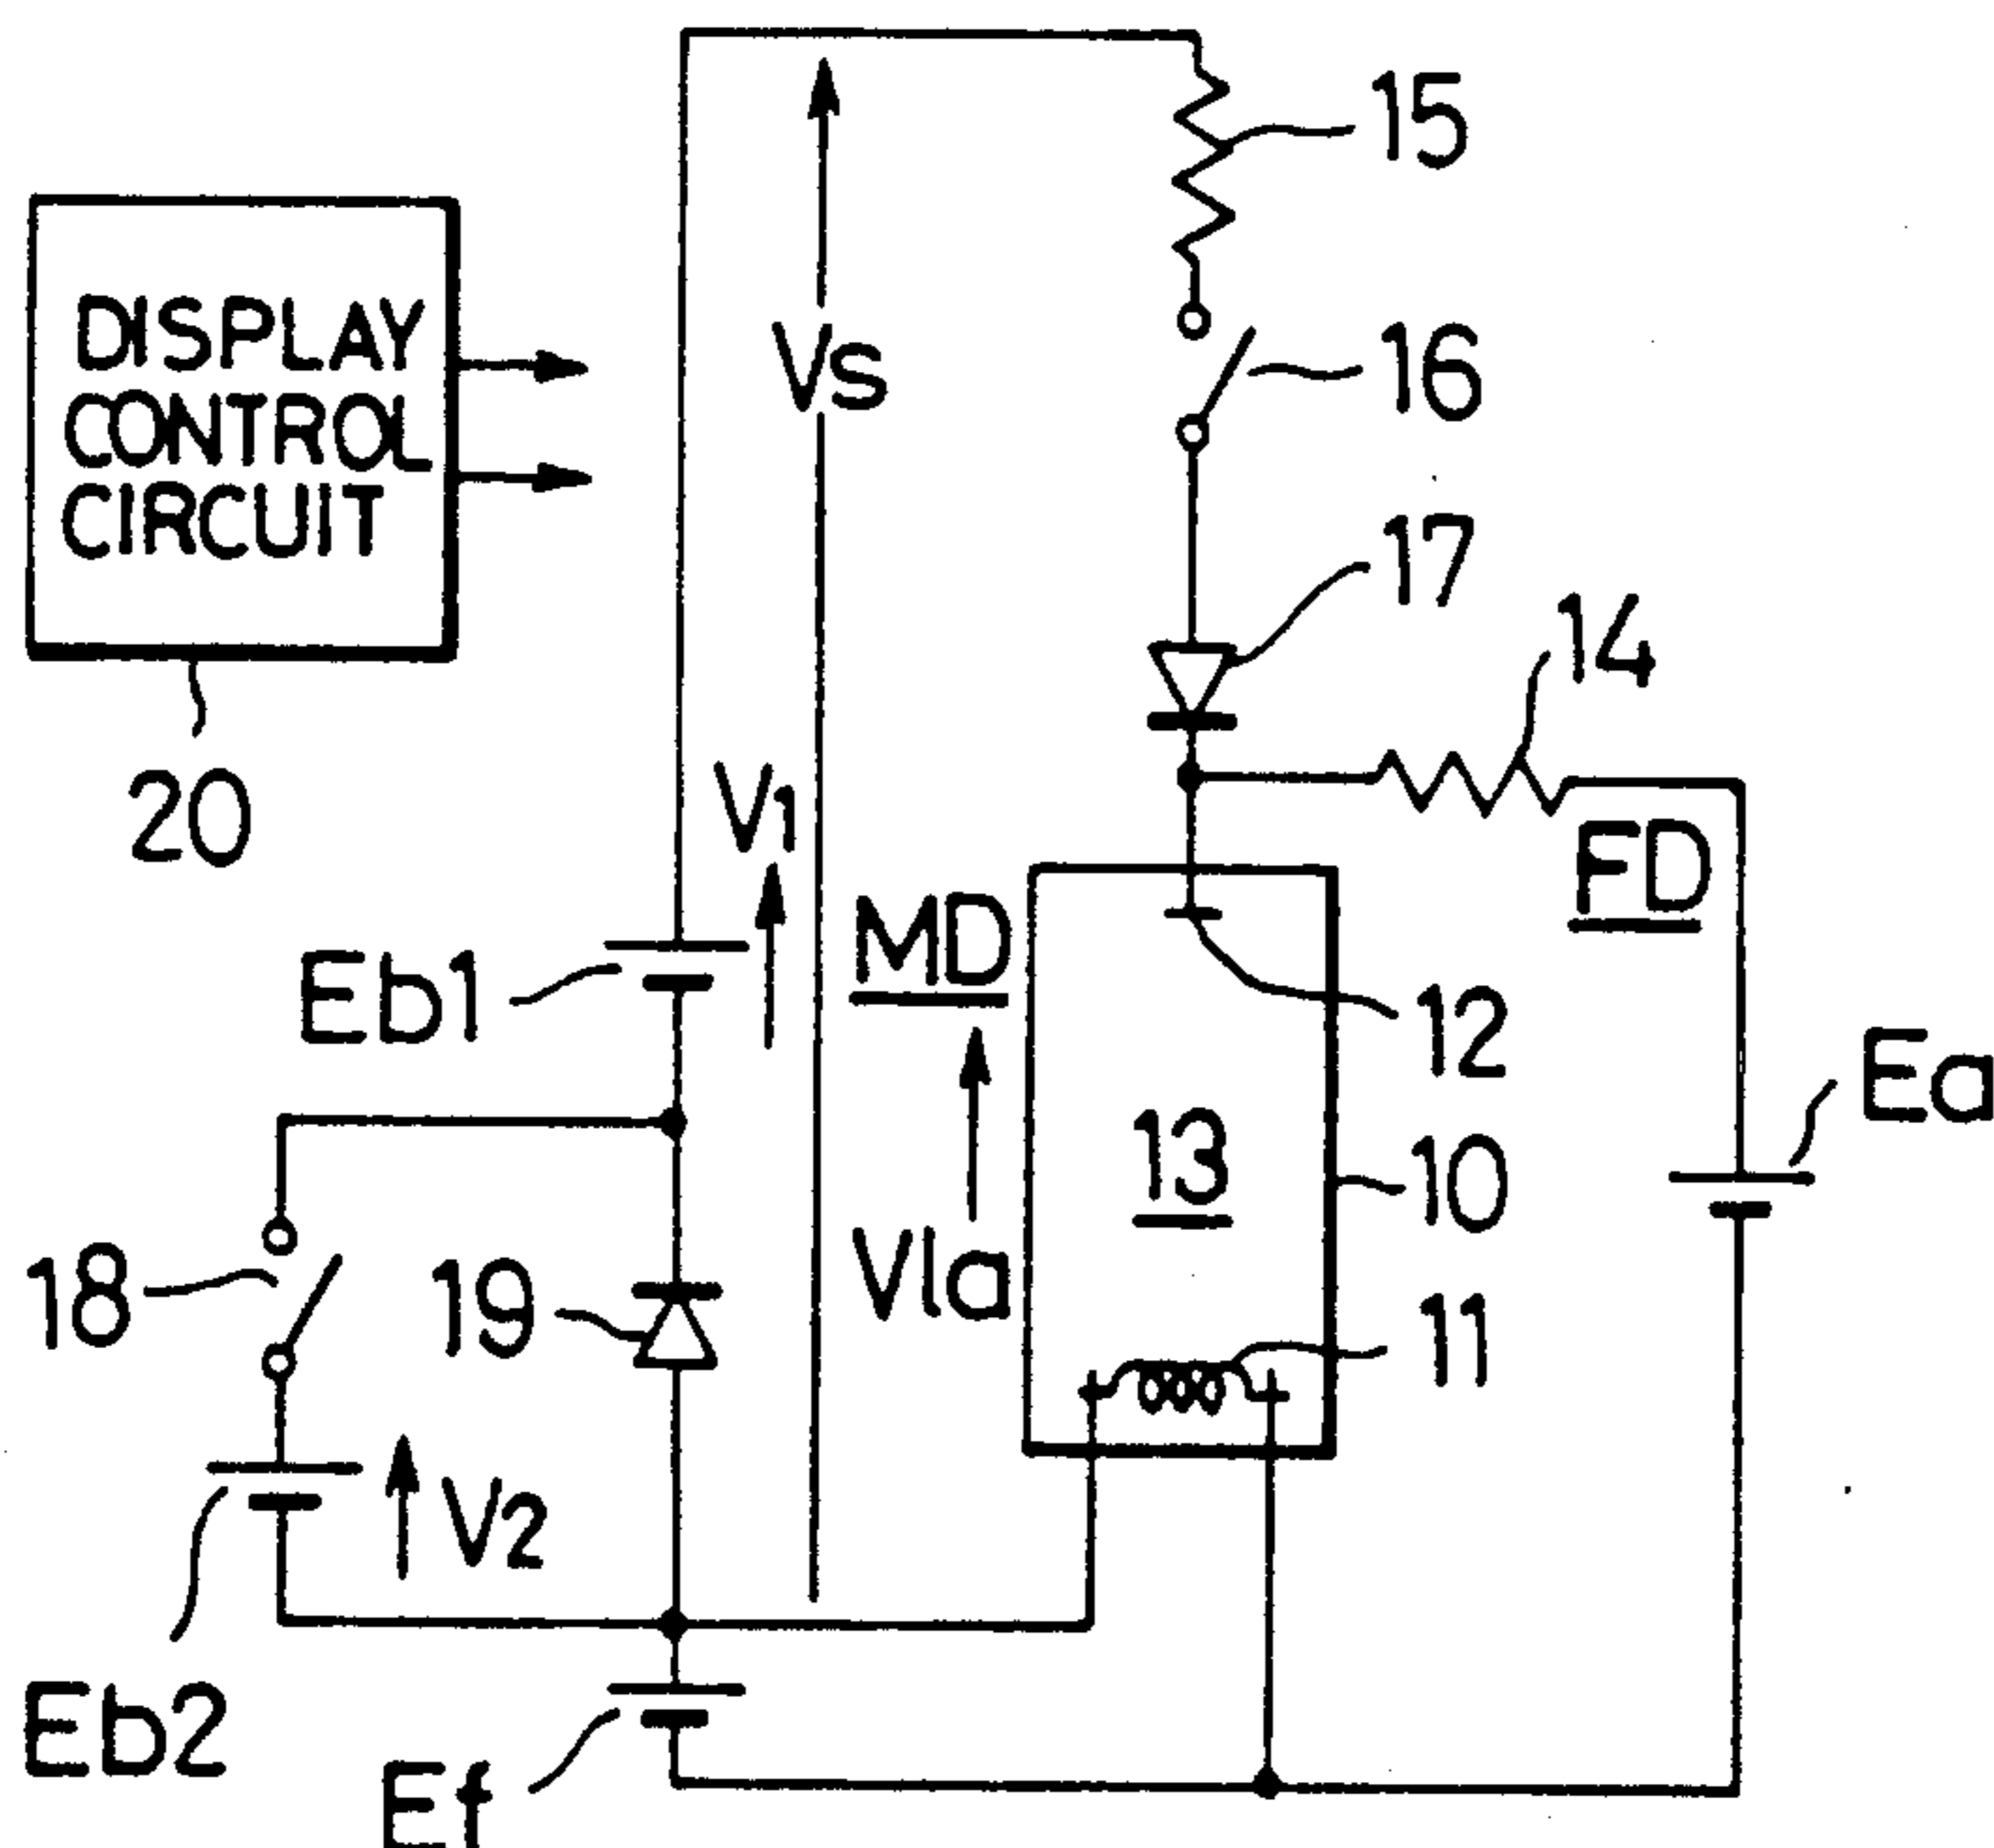 15
DISPLAY
CONTROL
CIRCUIT
Vs
16
17
14
20
V1
FD
MD
Eb1
12
Ea
13
10
18
19
Vla
11
V2
Eb2
Ef